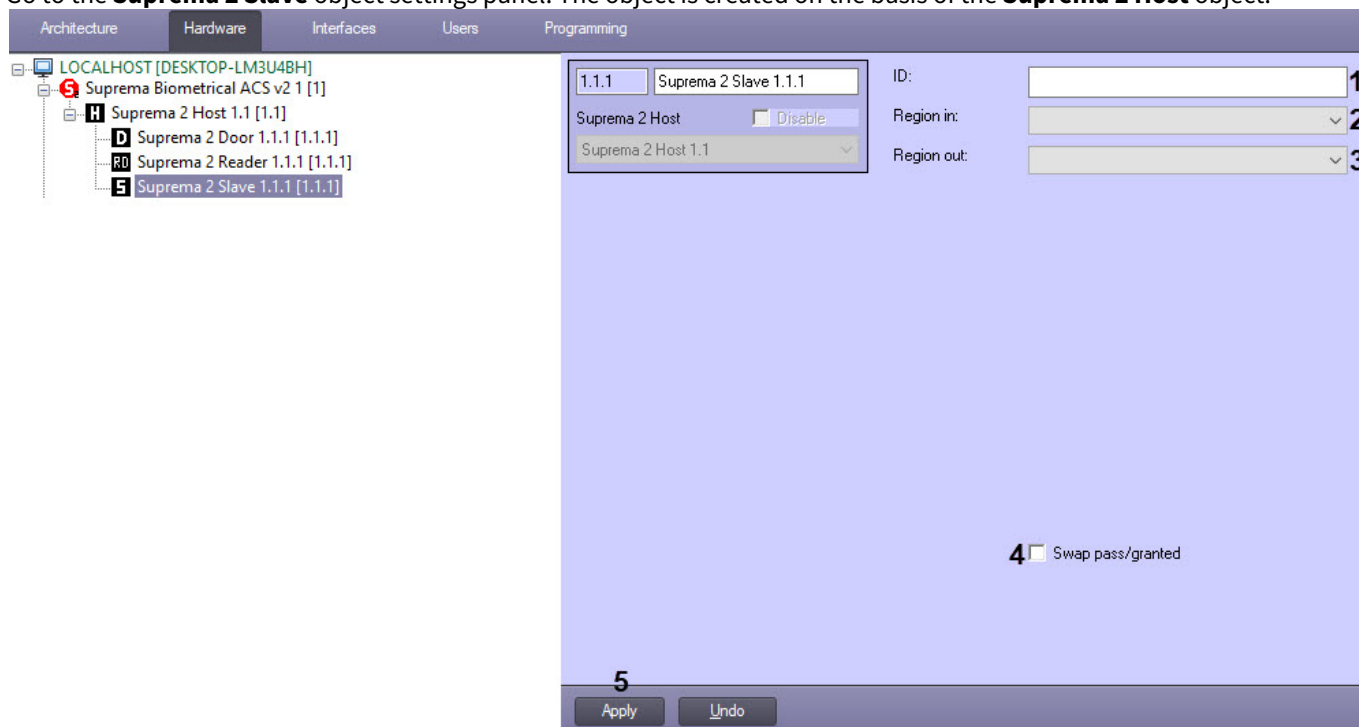 Go to the Suprema 2 Slave object settings panel. The object is created on the basis of the Suprema 2 Host object.
Architecture Hardware Interfaces Users Programming
LOCALHOST [DESKTOP-LM3U4BH]
Suprema Biometrical ACS v2 1 [1]
H Suprema 2 Host 1.1 [1.1]
D Suprema 2 Door 1.1.1 [1.1.1]
RD Suprema 2 Reader 1.1.1 [1.1.1]
S Suprema 2 Slave 1.1.1 [1.1.1]
1.1.1 Suprema 2 Slave 1.1.1
Suprema 2 Host Disable
Suprema 2 Host 1.1
ID: 1
Region in: 2
Region out: 3
4 Swap pass/granted
5
Apply Undo